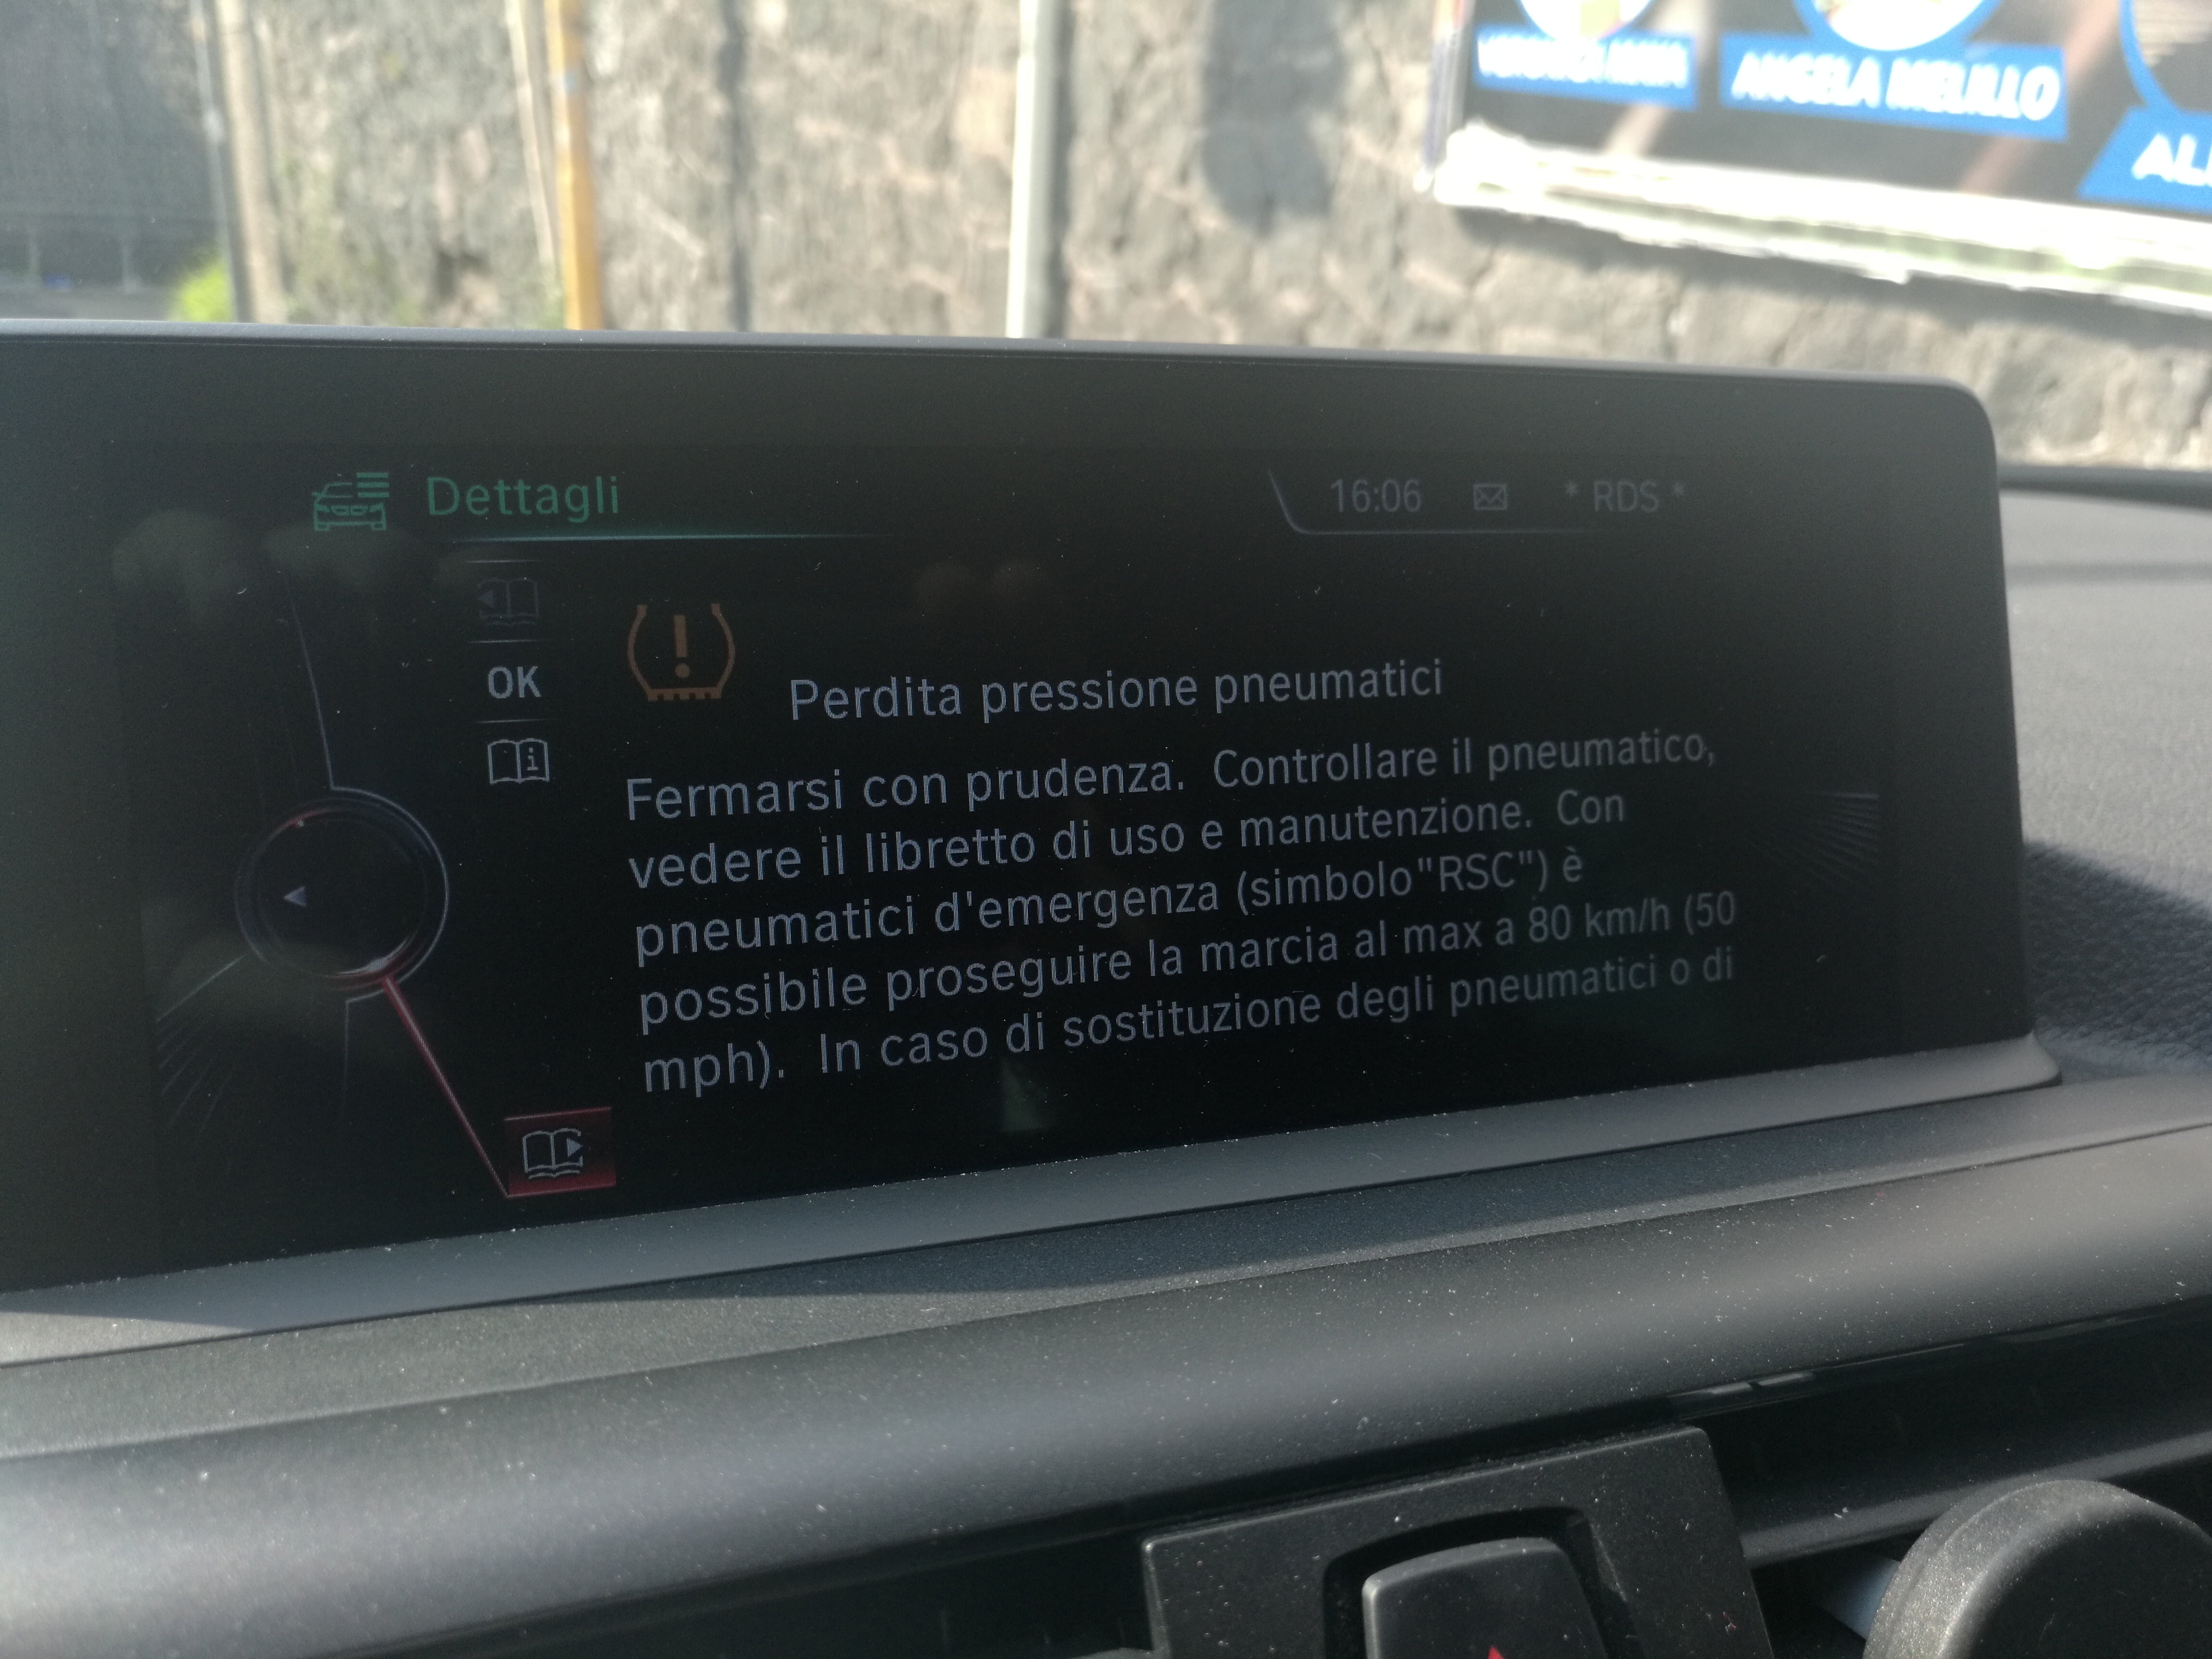 ANGELA MELILLO
Dettagli
16:06 * RDS *
OK
Perdita pressione pneumatici
Fermarsi con prudenza. Controllare il pneumatico,
vedere il libretto di uso e manutenzione. Con
pneumatici d'emergenza (simbolo"RSC") è
possibile proseguire la marcia al max a 80 km/h (50
mph). In caso di sostituzione degli pneumatici o di